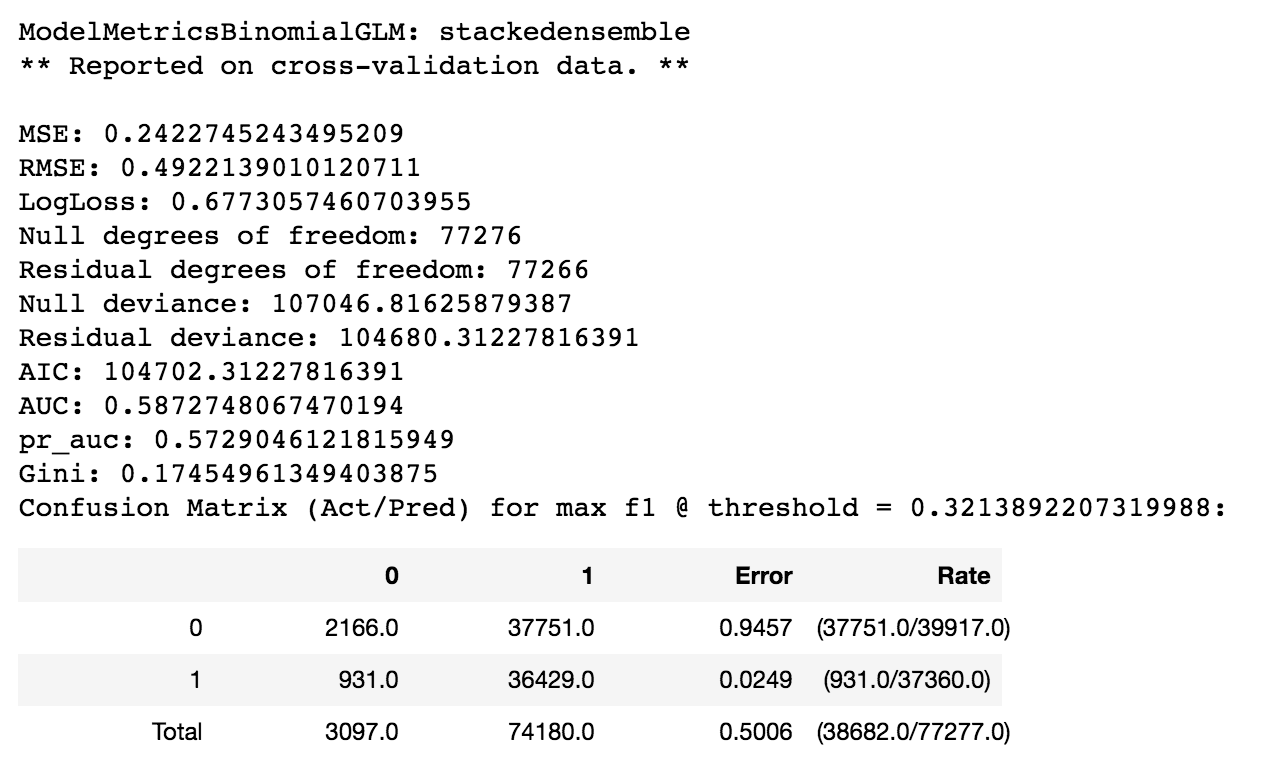 ModelMetricsBinomialGLM: stackedensemble
** Reported on cross-validation data. **
MSE: 0.2422745243495209
RMSE: 0.4922139010120711
LogLoss: 0.6773057460703955
Null degrees of freedom: 77276
Residual degrees of freedom: 77266
Null deviance: 107046.81625879387
Residual deviance: 104680.31227816391
AIC: 104702.31227816391
AUC: 0.5872748067470194
pr_auc: 0.5729046121815949
Gini: 0.17454961349403875
Confusion Matrix (Act/Pred) for max f1 @ threshold = 0.3213892207319988:
0 1 Error Rate
0 2166.0 37751.0 0.9457 (37751.0/39917.0)
1 931.0 36429.0 0.0249 (931.0/37360.0)
Total 3097.0 74180.0 0.5006 (38682.0/77277.0)